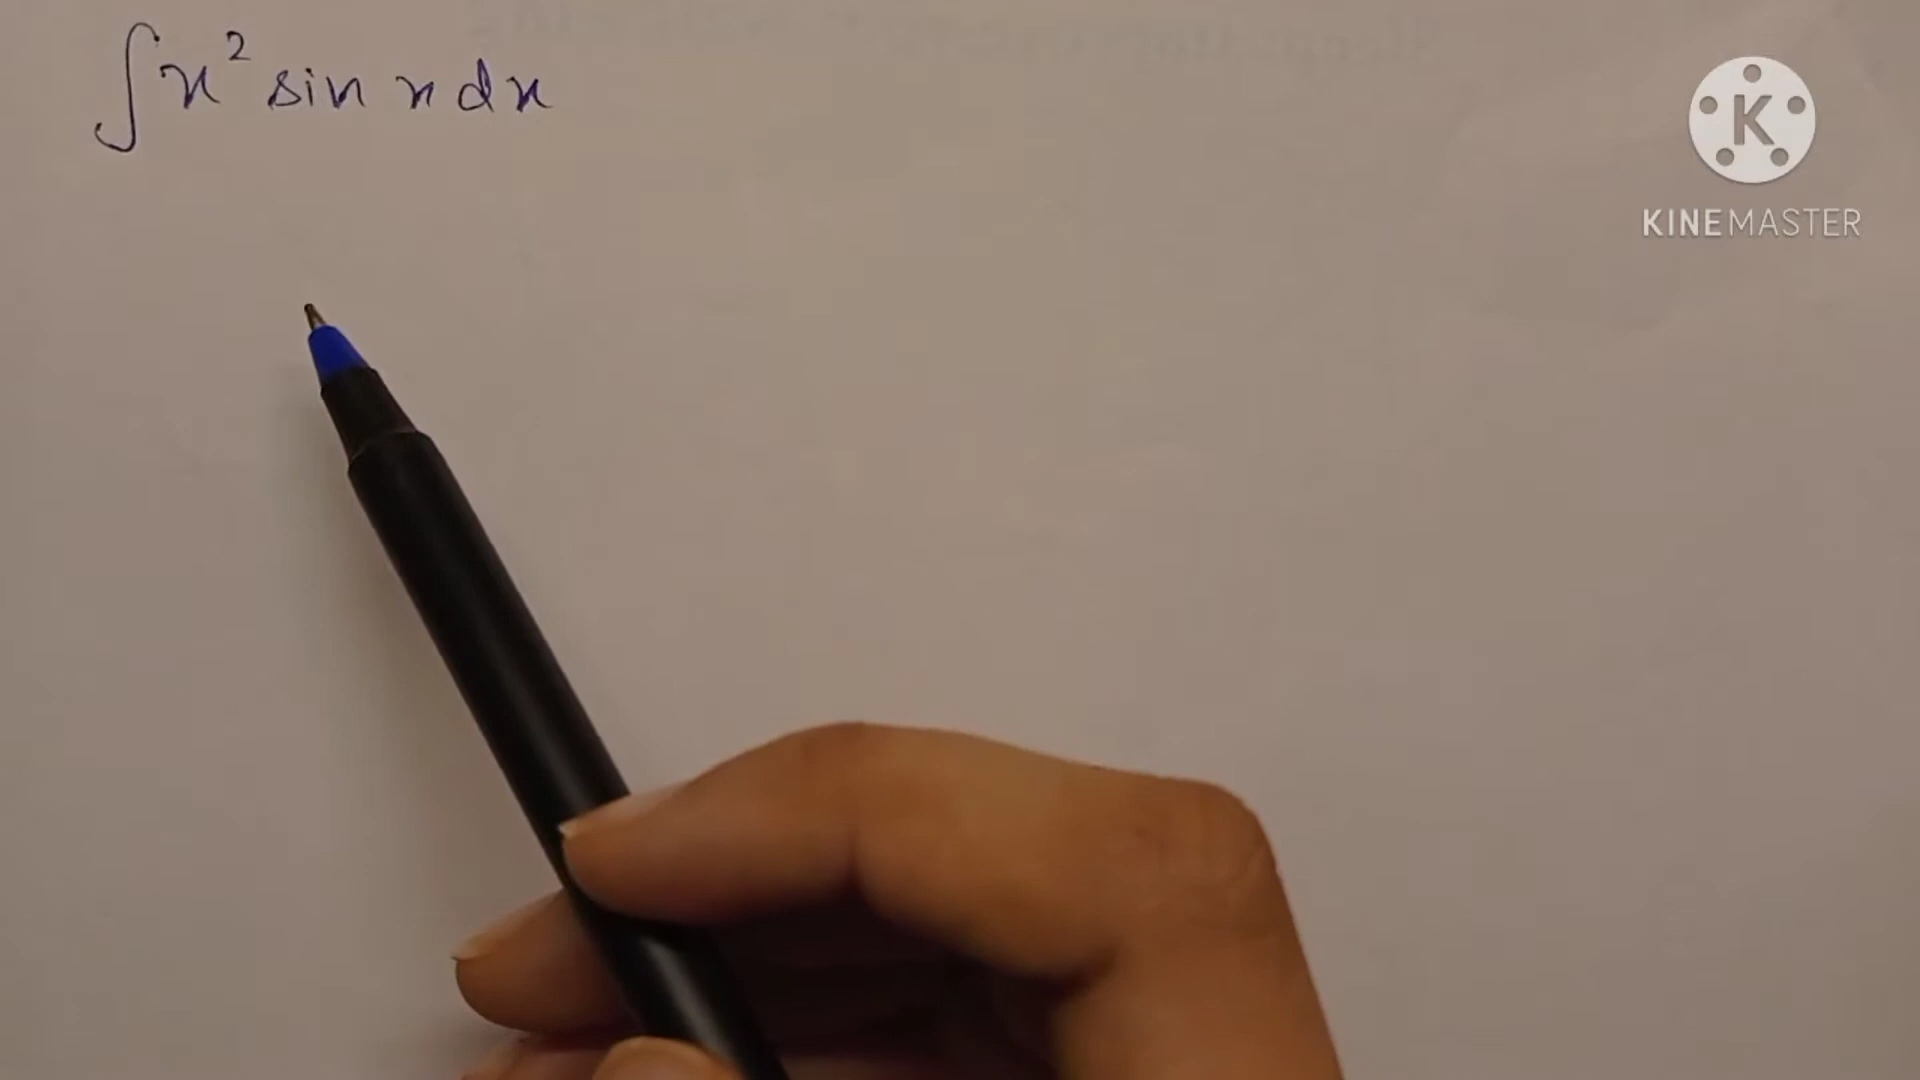 ∫x² sin x dx
K
KINEMASTER